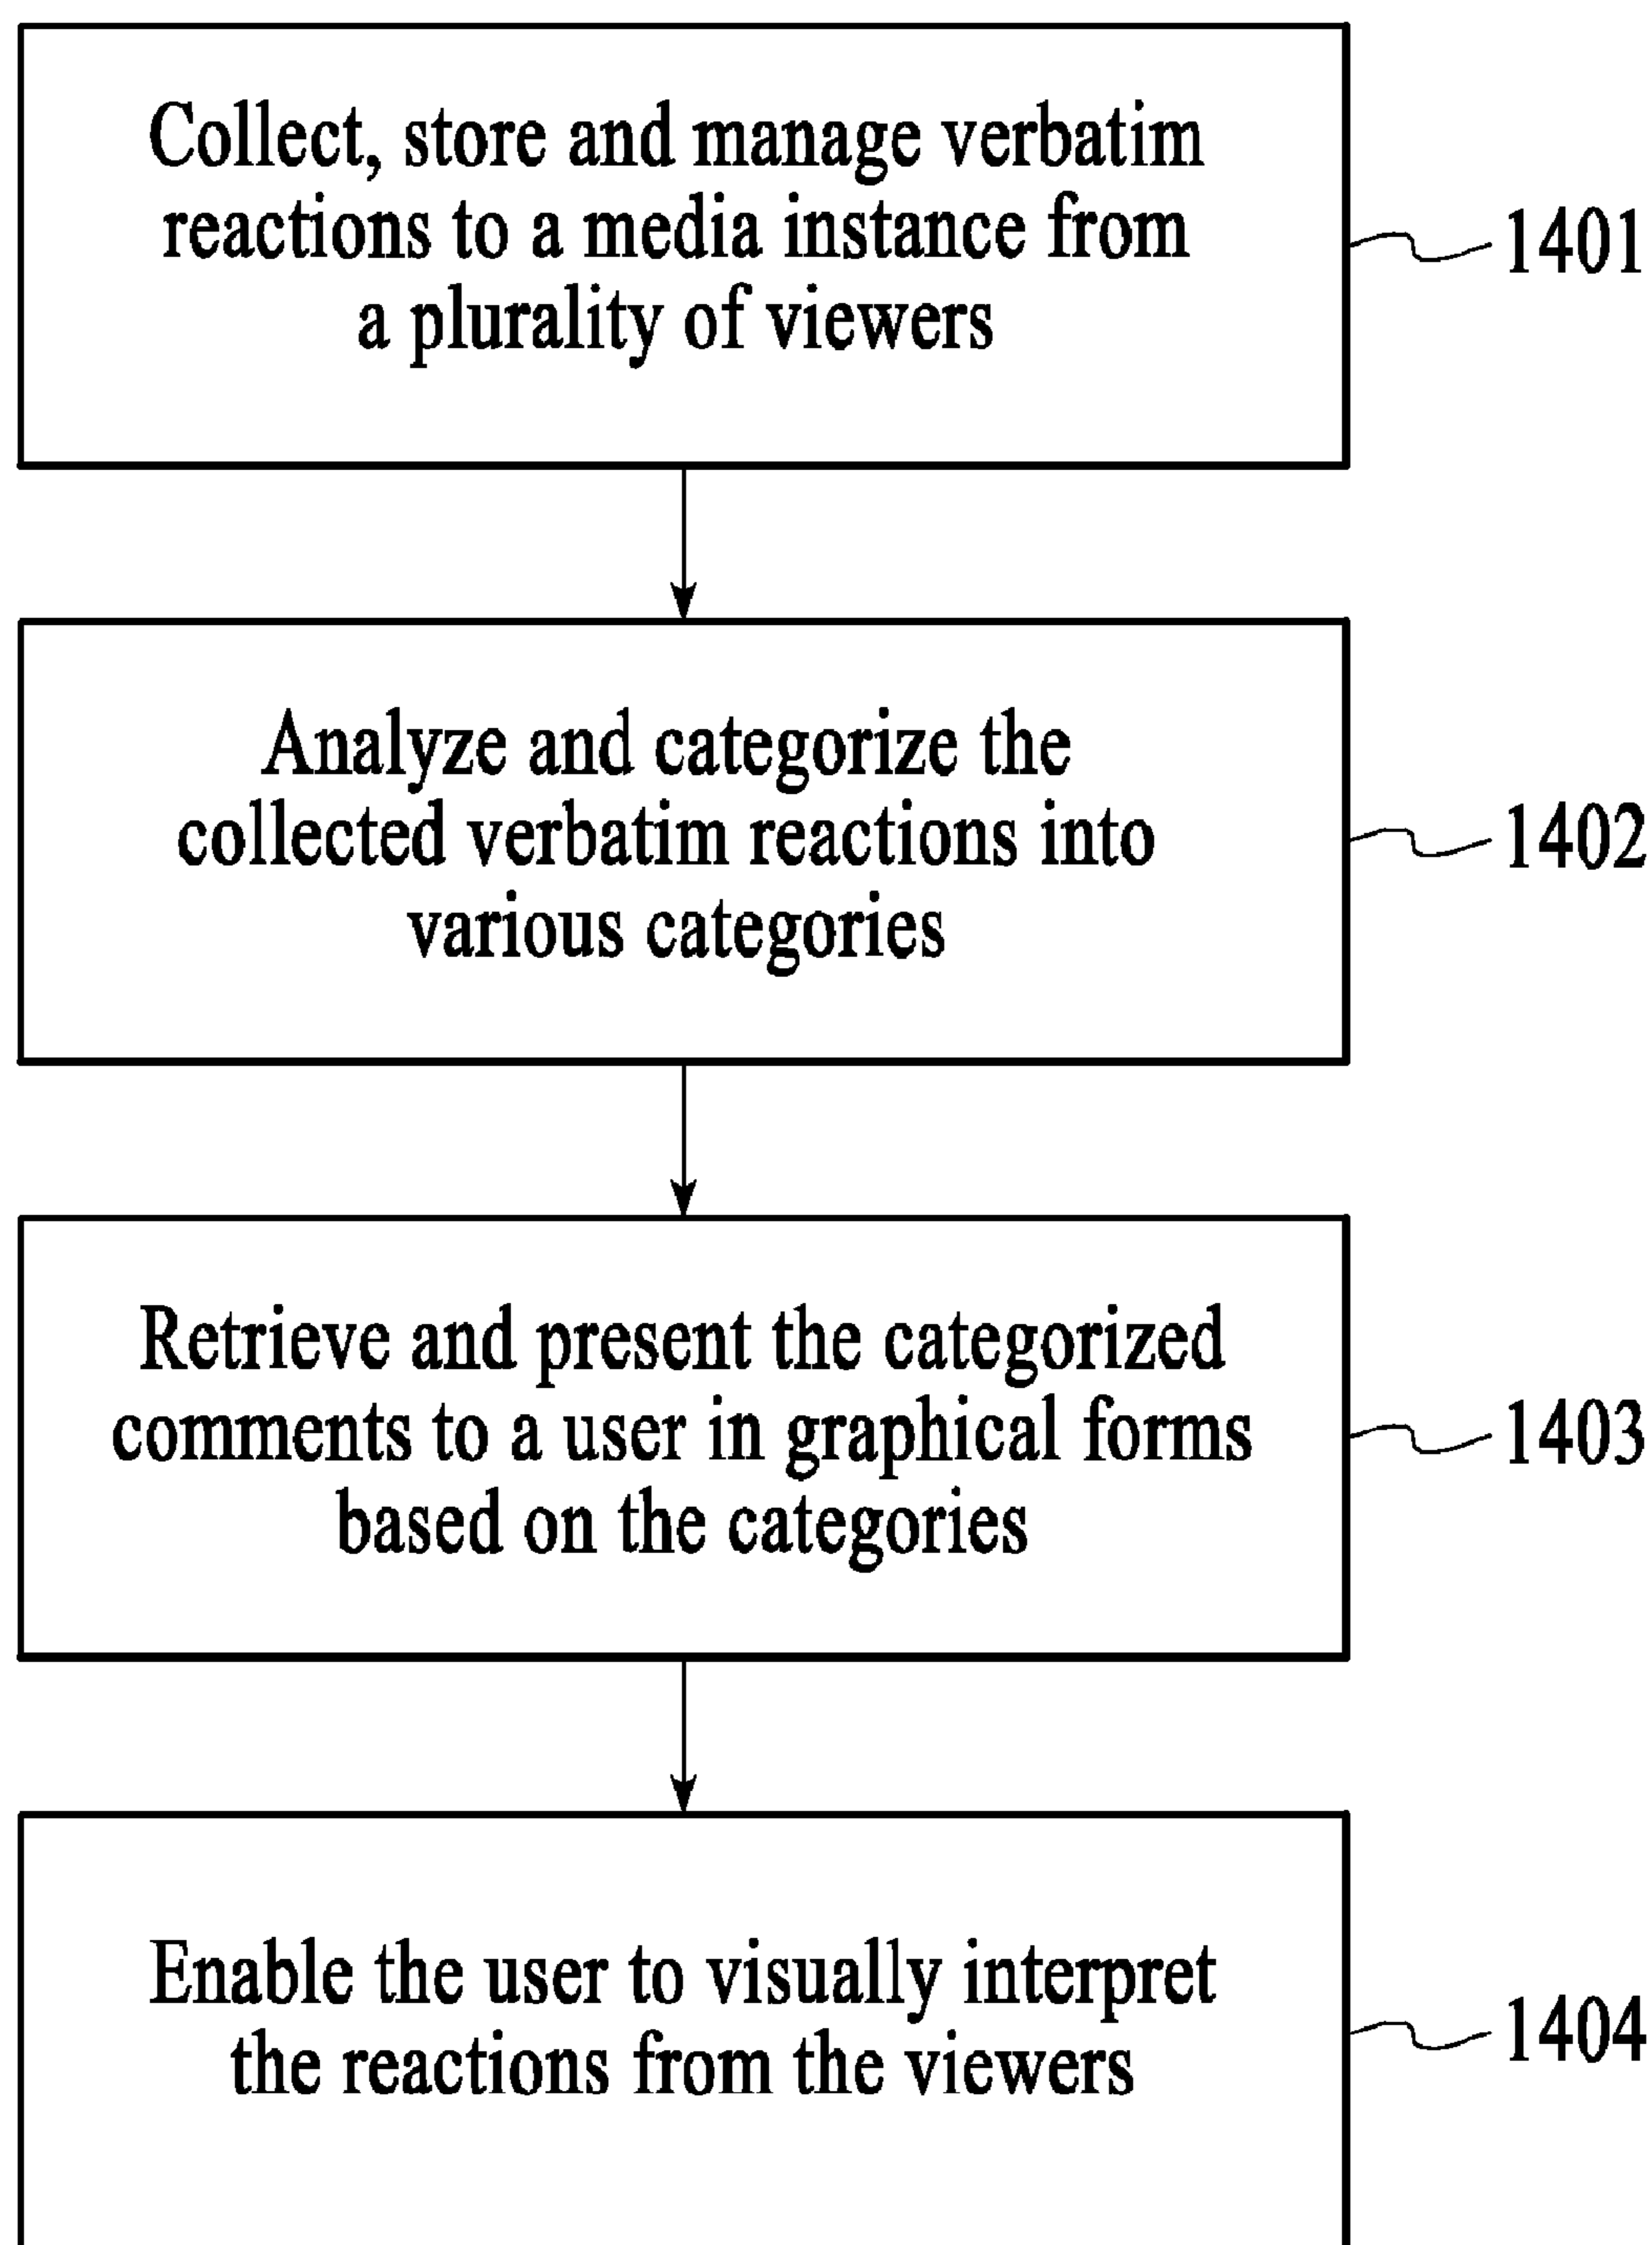 Collect, store and manage verbatim
reactions to a media instance from
a plurality of viewers
1401
Analyze and categorize the
collected verbatim reactions into
various categories
1402
Retrieve and present the categorized
comments to a user in graphical forms
based on the categories
1403
Enable the user to visually interpret
the reactions from the viewers
1404